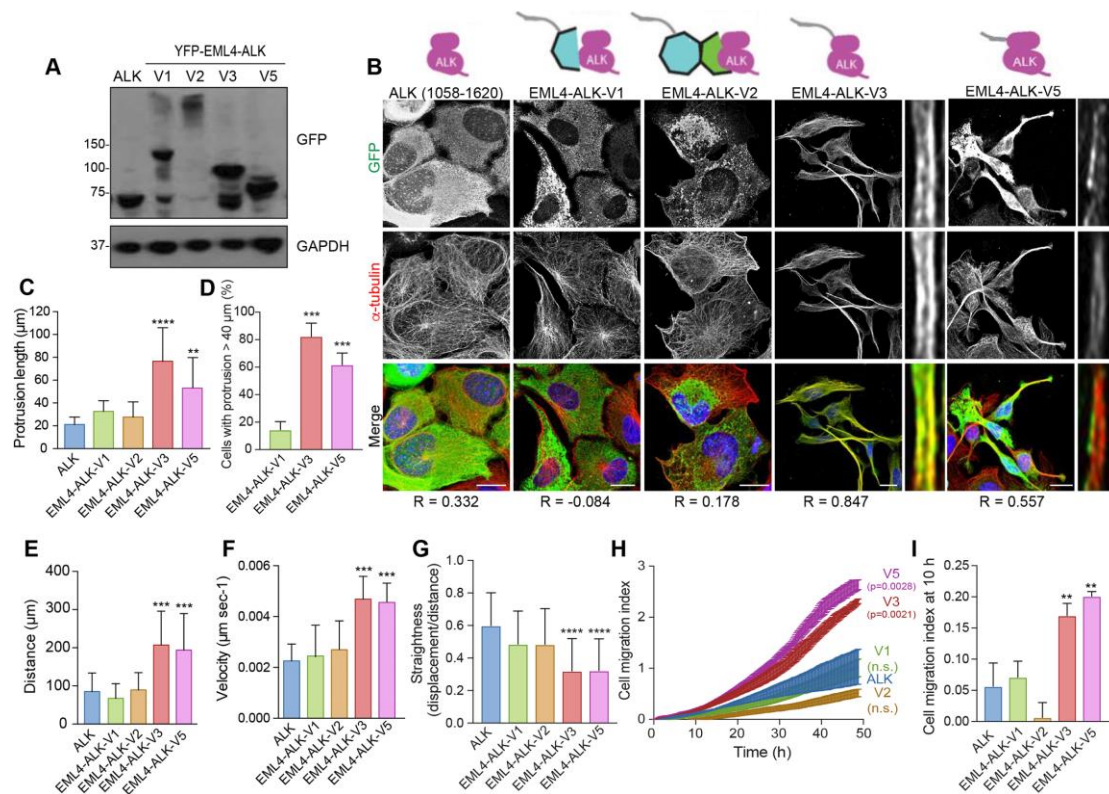 A
YFP-EML4-ALK
ALK V1 V2 V3 V5
150
100
75
GFP
37
GAPDH
B
ALK ALK ALK ALK ALK
ALK (1058-1620) EML4-ALK-V1 EML4-ALK-V2 EML4-ALK-V3 EML4-ALK-V5
GFP
α-tubulin
Merge
R = 0.332 R = -0.084 R = 0.178 R = 0.847 R = 0.557
C
Protrusion length (μm)
120
100
80
60
40
20
0
**** **
ALK
EML4-ALK-V1
EML4-ALK-V2
EML4-ALK-V3
EML4-ALK-V5
D
Cells with protrusion > 40 μm (%)
100
80
60
40
20
0
*** ***
EML4-ALK-V1
EML4-ALK-V3
EML4-ALK-V5
E
Distance (μm)
400
300
200
100
0
*** ***
ALK
EML4-ALK-V1
EML4-ALK-V2
EML4-ALK-V3
EML4-ALK-V5
F
Velocity (μm sec-1)
0.006
0.004
0.002
0.000
*** ***
ALK
EML4-ALK-V1
EML4-ALK-V2
EML4-ALK-V3
EML4-ALK-V5
G
Straightness
(displacement/distance)
1.0
0.8
0.6
0.4
0.2
0.0
**** ****
ALK
EML4-ALK-V1
EML4-ALK-V2
EML4-ALK-V3
EML4-ALK-V5
H
Cell migration index
3
2
1
0
V5
(p=0.0028)
V3
(p=0.0021)
V1
(n.s.)
ALK
V2
(n.s.)
0 10 20 30 40 50
Time (h)
I
Cell migration index at 10 h
0.25
0.20
0.15
0.10
0.05
0.00
** **
ALK
EML4-ALK-V1
EML4-ALK-V2
EML4-ALK-V3
EML4-ALK-V5